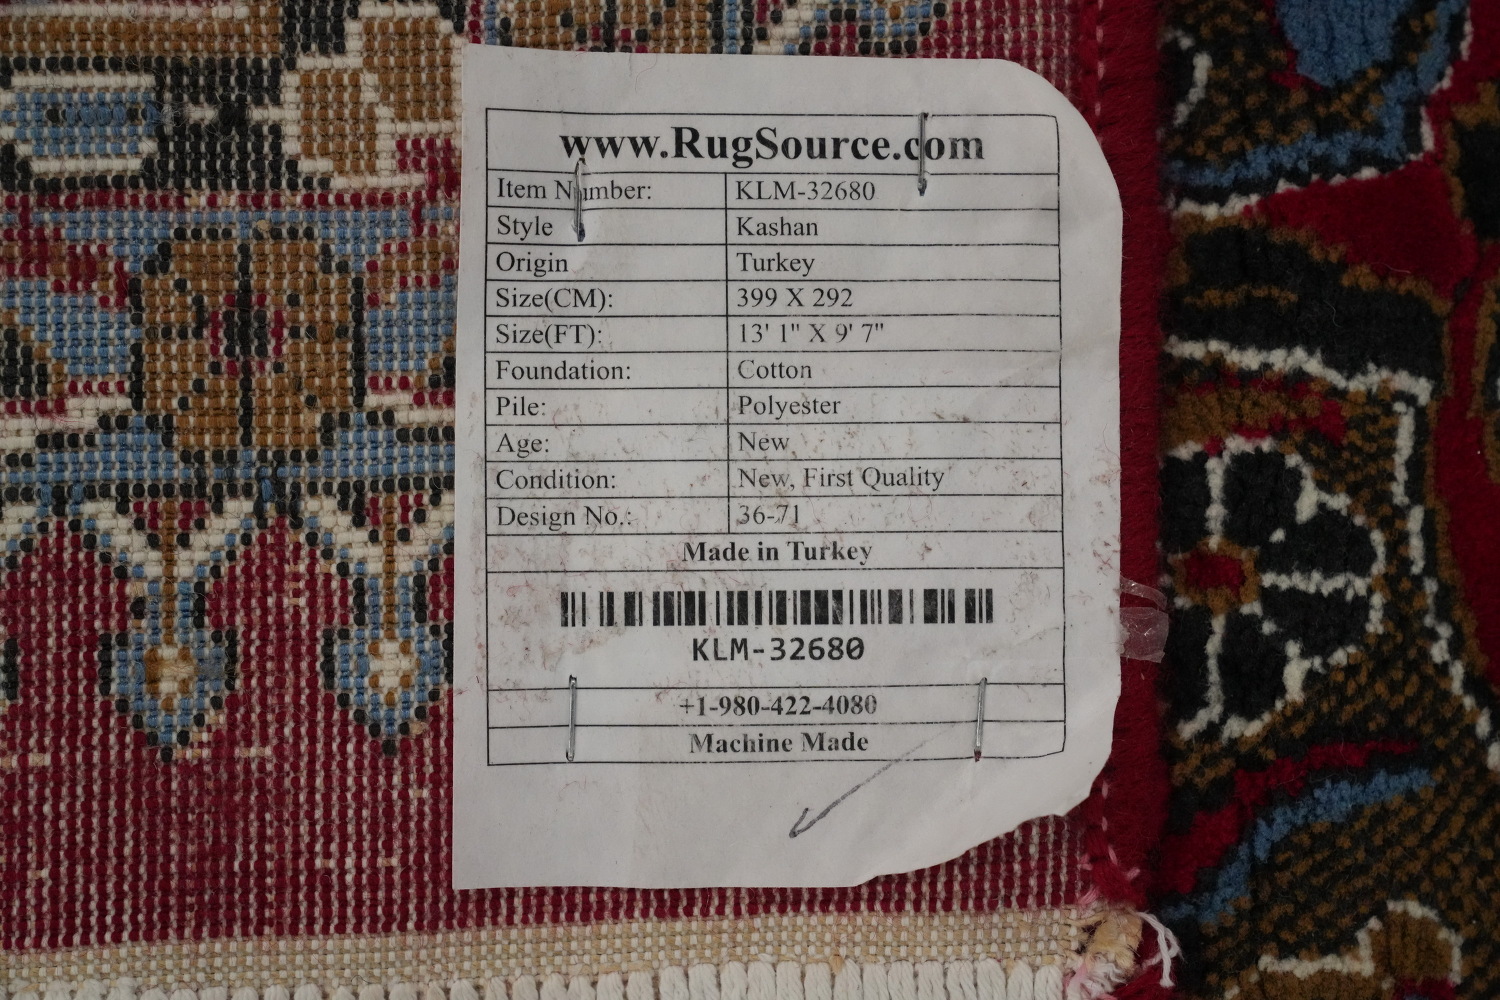 www.RugSource.com
Item Number: KLM-32680
Style Kashan
Origin Turkey
Size(CM): 399 X 292
Size(FT): 13' 1" X 9' 7"
Foundation: Cotton
Pile: Polyester
Age: New
Condition: New, First Quality
Design No.: 36-71
Made in Turkey
KLM-32680
+1-980-422-4080
Machine Made